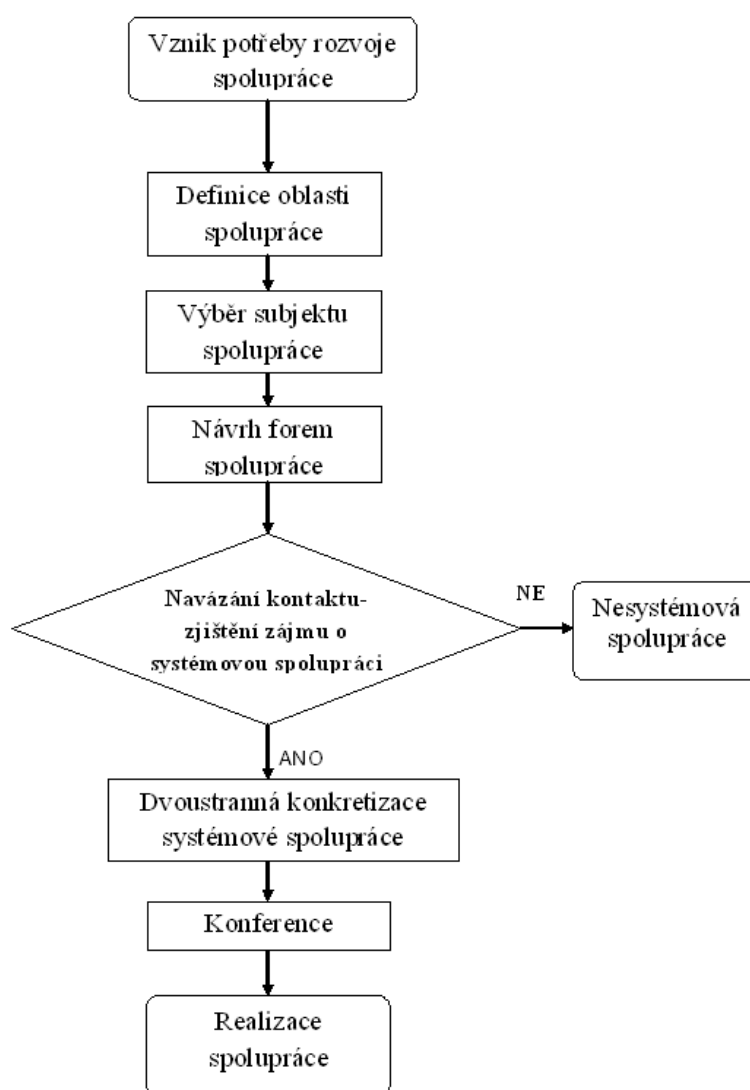 Vznik potřeby rozvoje
spolupráce
Definice oblasti
spolupráce
Výběr subjektu
spolupráce
Návrh forem
spolupráce
Navázání kontaktu-
zjištění zájmu o
systémovou spolupráci
NE
Nesystémová
spolupráce
ANO
Dvoustranná konkretizace
systémové spolupráce
Konference
Realizace
spolupráce